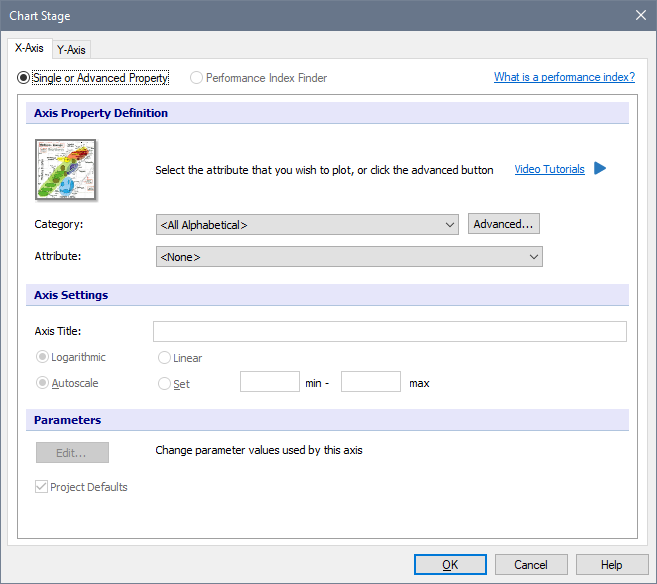 Chart Stage
X-Axis Y-Axis
Single or Advanced Property Performance Index Finder What is a performance index?
Axis Property Definition
Select the attribute that you wish to plot, or click the advanced button Video Tutorials
Category: <All Alphabetical> Advanced...
Attribute: <None>
Axis Settings
Axis Title:
Logarithmic Linear
Autoscale Set min - max
Parameters
Edit... Change parameter values used by this axis
Project Defaults
OK Cancel Help